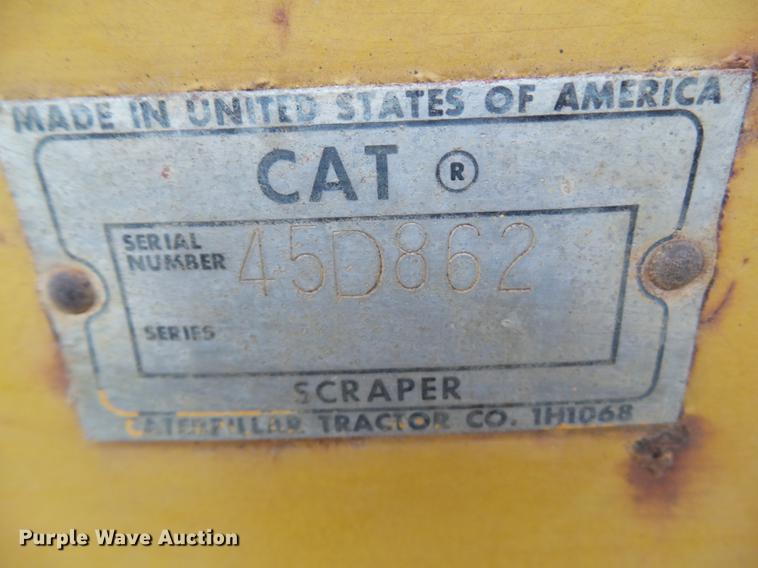 MADE IN UNITED STATES OF AMERICA
CAT ®
SERIAL
NUMBER 45D862
SERIES
SCRAPER
CATERPILLAR TRACTOR CO. 1H1068
Purple Wave Auction